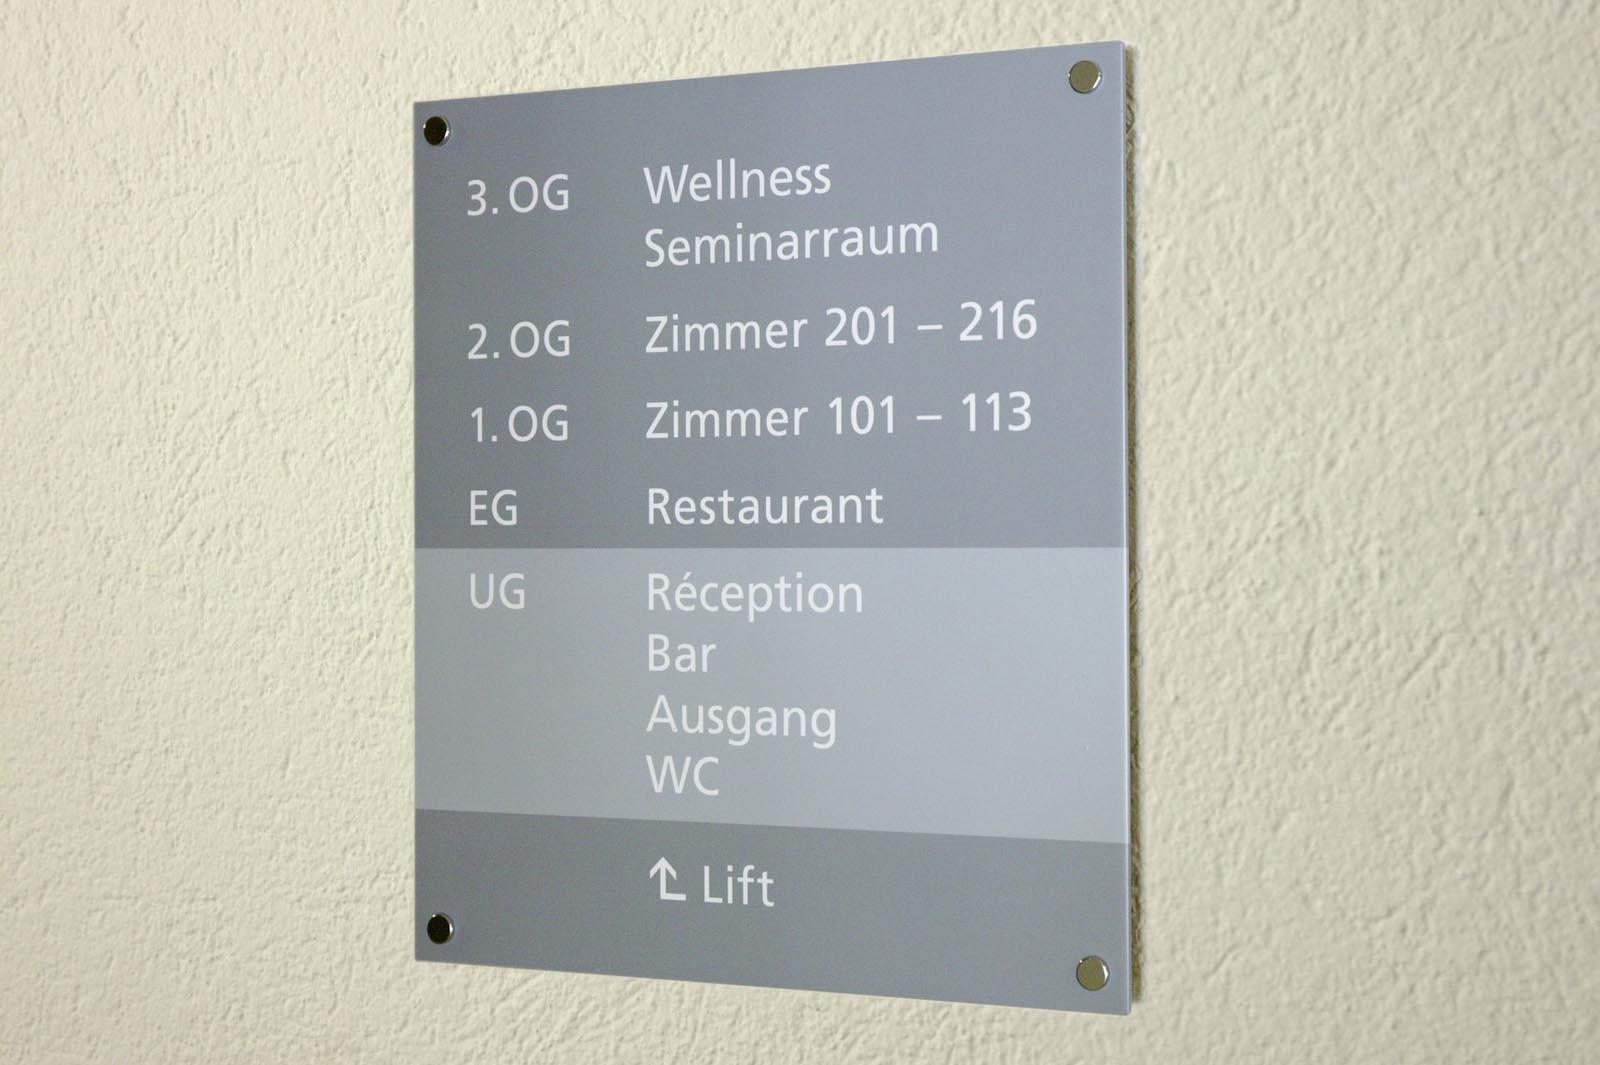 3. OG Wellness
Seminarraum
2. OG Zimmer 201 – 216
1. OG Zimmer 101 – 113
EG Restaurant
UG Réception
Bar
Ausgang
WC
Lift